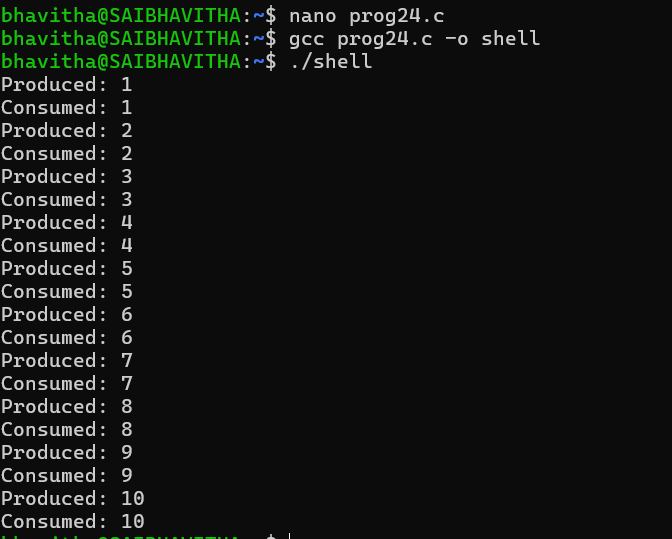 bhavitha@SAIBHAVITHA:~$ nano prog24.c
bhavitha@SAIBHAVITHA:~$ gcc prog24.c -o shell
bhavitha@SAIBHAVITHA:~$ ./shell
Produced: 1
Consumed: 1
Produced: 2
Consumed: 2
Produced: 3
Consumed: 3
Produced: 4
Consumed: 4
Produced: 5
Consumed: 5
Produced: 6
Consumed: 6
Produced: 7
Consumed: 7
Produced: 8
Consumed: 8
Produced: 9
Consumed: 9
Produced: 10
Consumed: 10
bhavitha@SAIBHAVITHA:~$